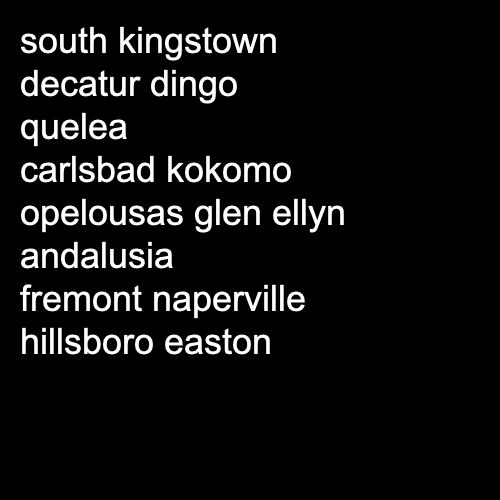 south kingstown
decatur dingo
quelea
carlsbad kokomo
opelousas glen ellyn
andalusia
fremont naperville
hillsboro easton